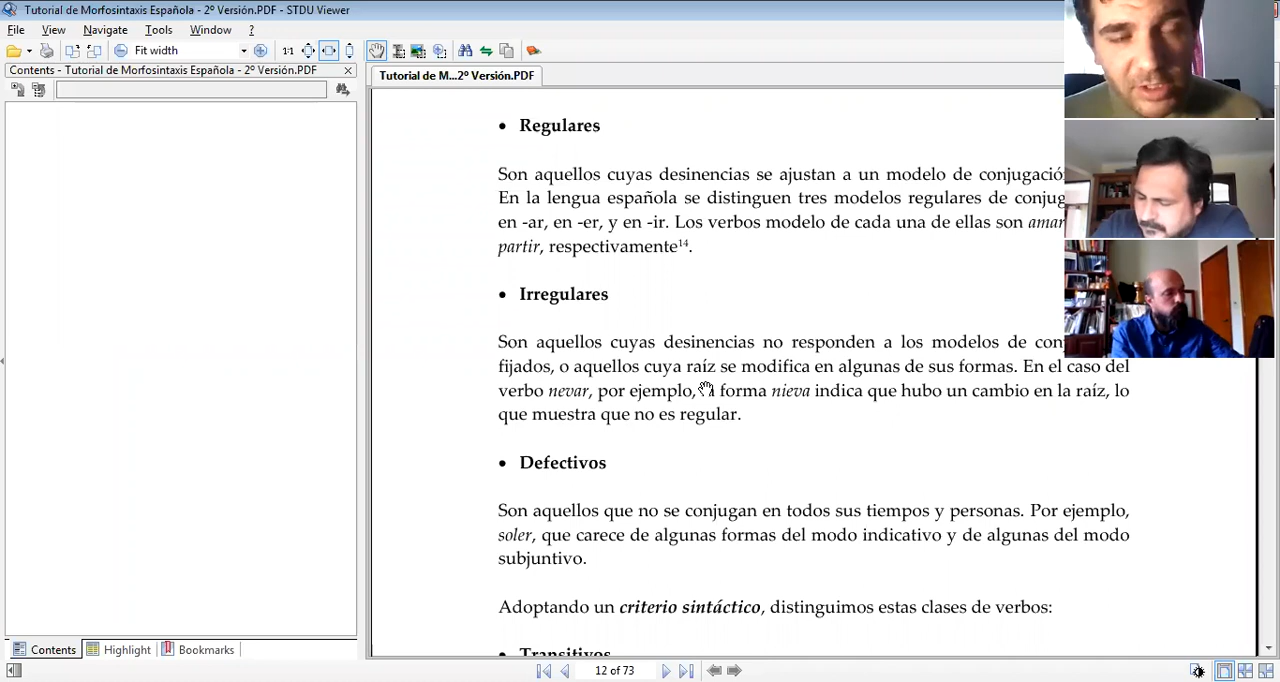 Tutorial de Morfosintaxis Española - 2º Versión.PDF - STDU Viewer
File View Navigate Tools Window ?
Fit width
1:1
Contents - Tutorial de Morfosintaxis Española - 2º Versión.PDF
Tutorial de M...2º Versión.PDF
• Regulares
Son aquellos cuyas desinencias se ajustan a un modelo de
En la lengua española se distinguen tres modelos regulares de
en -ar, en -er, y en -ir. Los verbos modelo de cada una de ellas son amar
partir, respectivamente¹⁴.
• Irregulares
Son aquellos cuyas desinencias no responden a los modelos de
fijados, o aquellos cuya raíz se modifica en algunas de sus formas. En el caso del
verbo nevar, por ejemplo, forma nieva indica que hubo un cambio en la raíz, lo
que muestra que no es regular.
• Defectivos
Son aquellos que no se conjugan en todos sus tiempos y personas. Por ejemplo,
soler, que carece de algunas formas del modo indicativo y de algunas del modo
subjuntivo.
Adoptando un criterio sintáctico, distinguimos estas clases de verbos:
• Transitivos
Contents Highlight Bookmarks
12 of 73